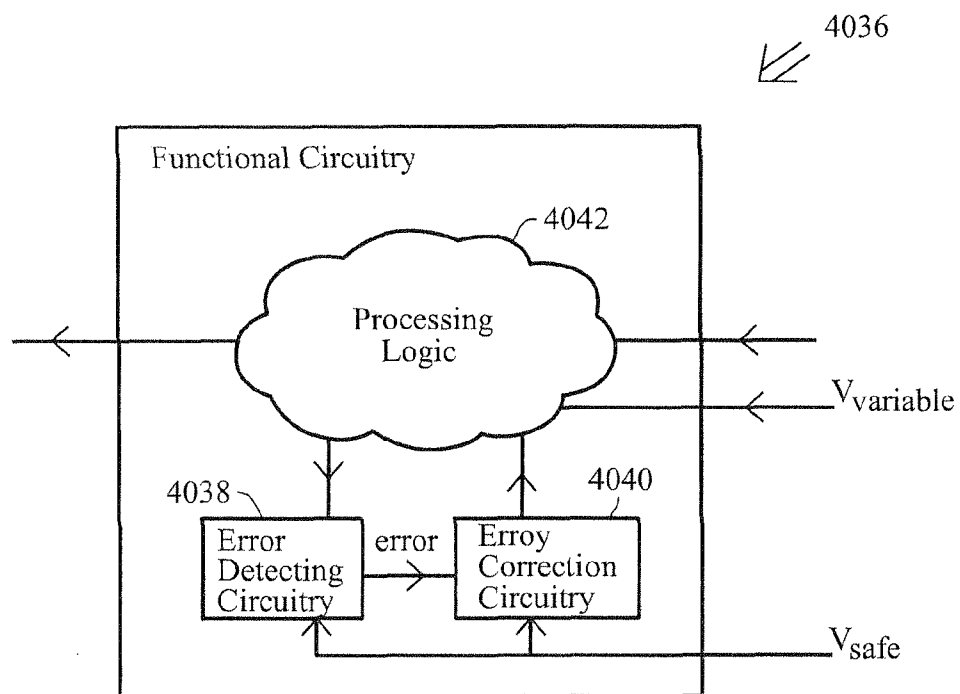 4036
Functional Circuitry
4042
Processing
Logic
Vvariable
4038
4040
Error
Detecting
Circuitry
error
Erroy
Correction
Circuitry
Vsafe